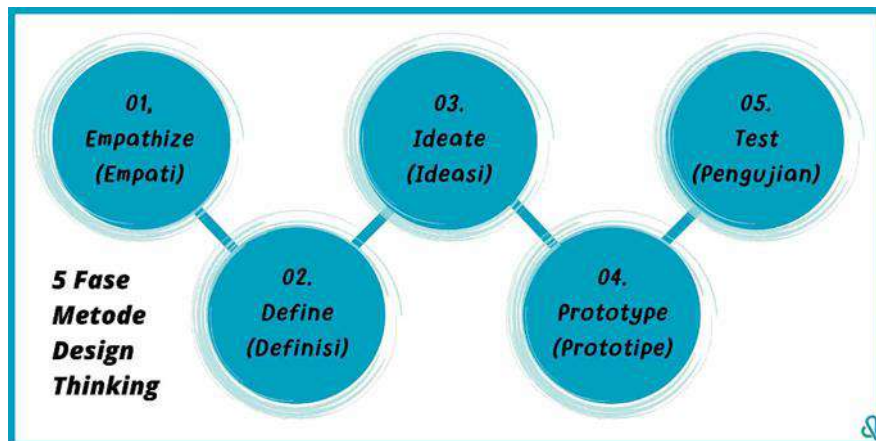 01,
Empathize
(Empati)
02.
Define
(Definisi)
03.
Ideate
(Ideasi)
04.
Prototype
(Prototipe)
05.
Test
(Pengujian)
5 Fase
Metode
Design
Thinking